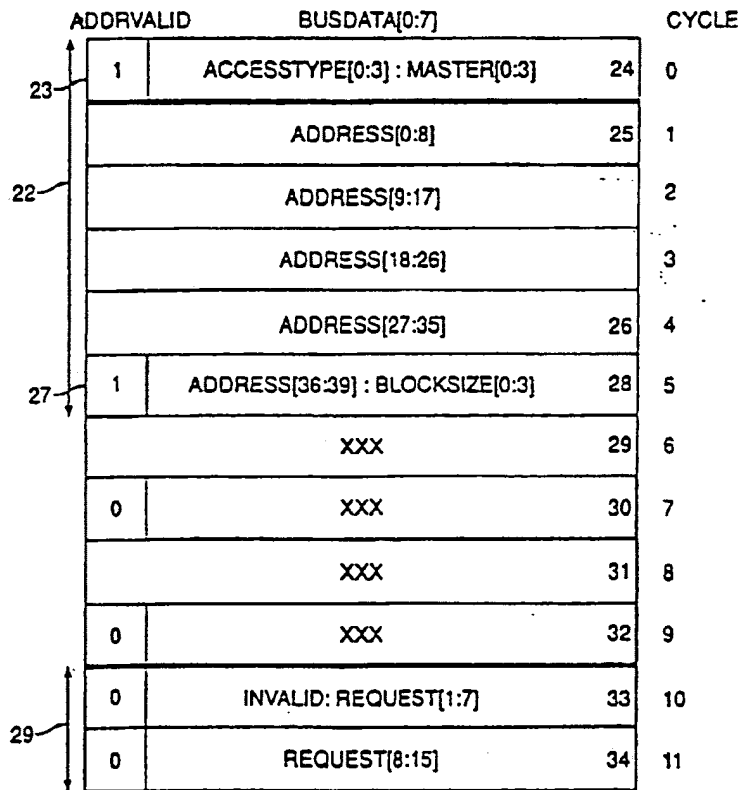 ADDRVALID BUSDATA[0:7] CYCLE
23 1 ACCESSTYPE[0:3] : MASTER[0:3] 24 0
ADDRESS[0:8] 25 1
22 ADDRESS[9:17] 2
ADDRESS[18:26] 3
ADDRESS[27:35] 26 4
27 1 ADDRESS[36:39] : BLOCKSIZE[0:3] 28 5
XXX 29 6
0 XXX 30 7
XXX 31 8
0 XXX 32 9
0 INVALID: REQUEST[1:7] 33 10
29 0 REQUEST[8:15] 34 11